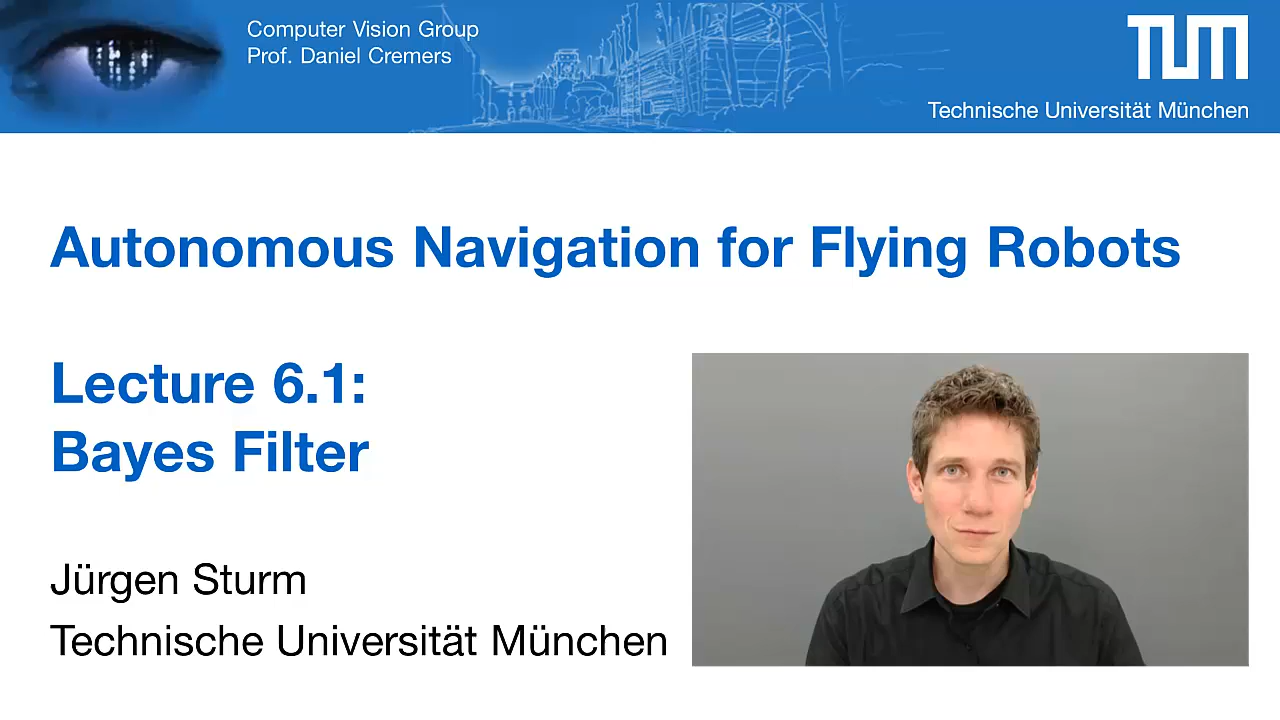 Computer Vision Group
Prof. Daniel Cremers
TUM
Technische Universität München
Autonomous Navigation for Flying Robots
Lecture 6.1:
Bayes Filter
Jürgen Sturm
Technische Universität München